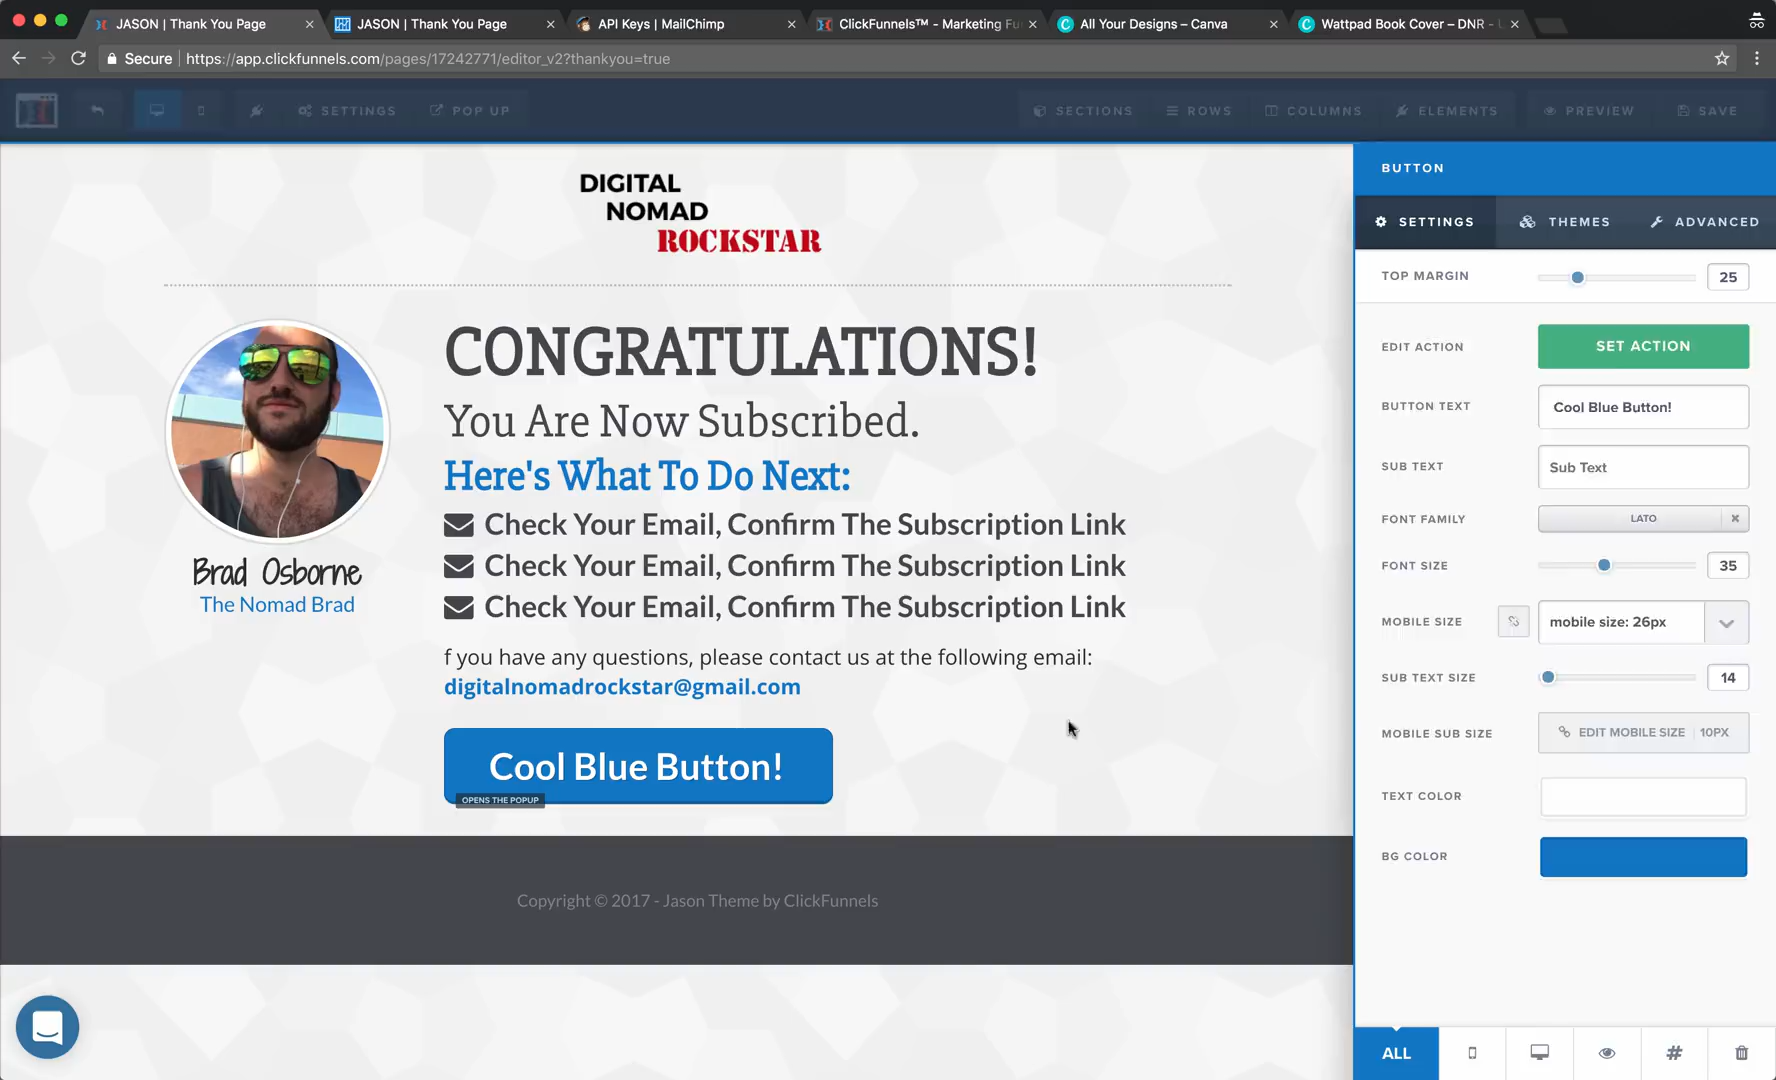 JASON | Thank You Page
JASON | Thank You Page
API Keys | MailChimp
ClickFunnels™ - Marketing Fu
All Your Designs – Canva
Wattpad Book Cover – DNR -
Secure
https://app.clickfunnels.com/pages/17242771/editor_v2?thankyou=true
SETTINGS
POP UP
SECTIONS
ROWS
COLUMNS
ELEMENTS
PREVIEW
SAVE
DIGITAL
NOMAD
ROCKSTAR
CONGRATULATIONS!
You Are Now Subscribed.
Here's What To Do Next:
Check Your Email, Confirm The Subscription Link
Check Your Email, Confirm The Subscription Link
Check Your Email, Confirm The Subscription Link
Brad Osborne
The Nomad Brad
f you have any questions, please contact us at the following email:
digitalnomadrockstar@gmail.com
Cool Blue Button!
OPENS THE POPUP
Copyright © 2017 - Jason Theme by ClickFunnels
BUTTON
SETTINGS
THEMES
ADVANCED
TOP MARGIN
25
EDIT ACTION
SET ACTION
BUTTON TEXT
Cool Blue Button!
SUB TEXT
Sub Text
FONT FAMILY
LATO
FONT SIZE
35
MOBILE SIZE
mobile size: 26px
SUB TEXT SIZE
14
MOBILE SUB SIZE
EDIT MOBILE SIZE | 10PX
TEXT COLOR
BG COLOR
ALL
#